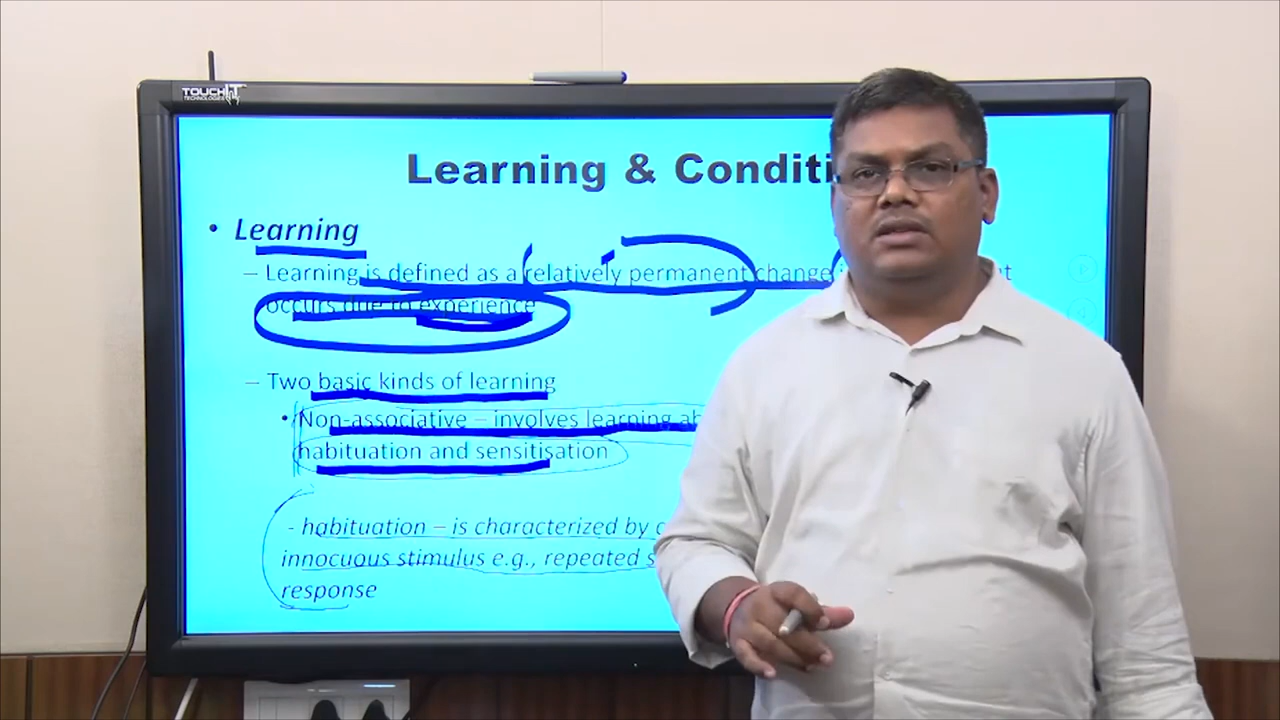 TOUCHIT
TECHNOLOGIES
Learning & Conditi
• Learning
– Learning is defined as a relatively permanent change
occurs due to experience
– Two basic kinds of learning
• Non-associative – involves learning
habituation and sensitisation
- habituation – is characterized by
innocuous stimulus e.g., repeated
response